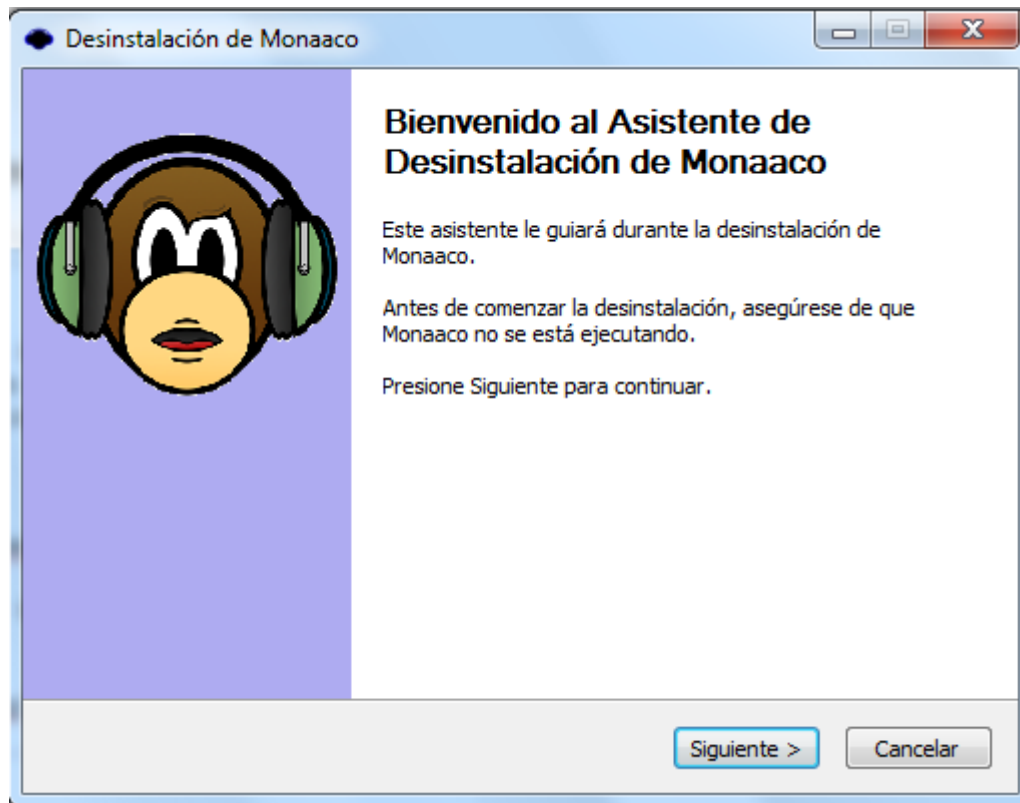 Desinstalación de Monaaco
Bienvenido al Asistente de
Desinstalación de Monaaco
Este asistente le guiará durante la desinstalación de
Monaaco.
Antes de comenzar la desinstalación, asegúrese de que
Monaaco no se está ejecutando.
Presione Siguiente para continuar.
Siguiente >
Cancelar